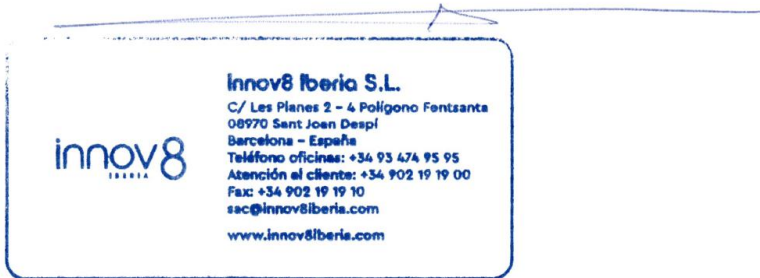 innov8
IBERIA
Innov8 Iberia S.L.
C/ Les Planes 2 - 4 Polígono Fontsanta
08970 Sant Joan Despí
Barcelona - España
Teléfono oficinas: +34 93 474 95 95
Atención al cliente: +34 902 19 19 00
Fax: +34 902 19 19 10
sac@innov8iberia.com
www.innov8iberia.com